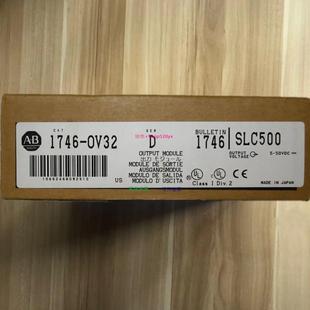 AB
CAT
1746-OV32
SER
D
BULLETIN
1746
SLC500
OUTPUT MODULE
出力モジュール
MODULE DE SORTIE
AUSGANGSMODUL
MODULO DE SALIDA
MODULO D'USCITA
OUTPUT
VOLTAGE
5-50VDC
US
UL
Class I Div.2
MADE IN JAPAN